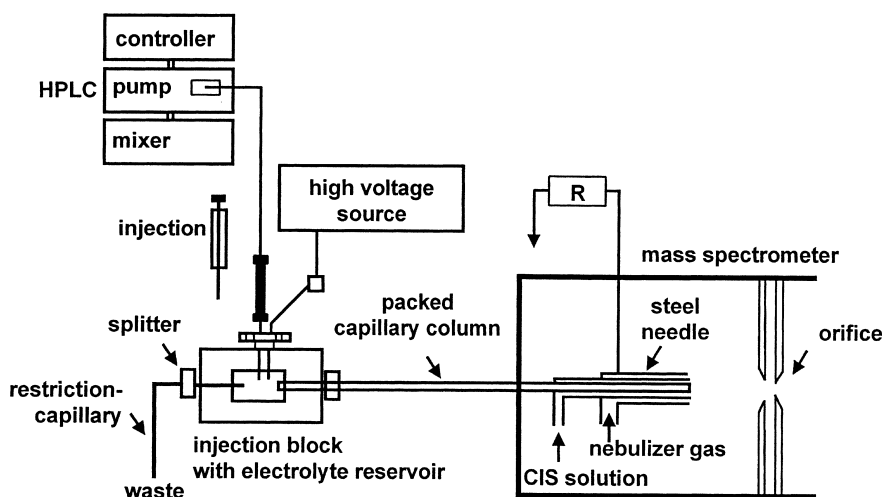 controller
HPLC
pump
mixer
high voltage
source
injection
R
mass spectrometer
packed
capillary column
steel
needle
orifice
splitter
restriction-
capillary
injection block
with electrolyte reservoir
nebulizer gas
CIS solution
waste